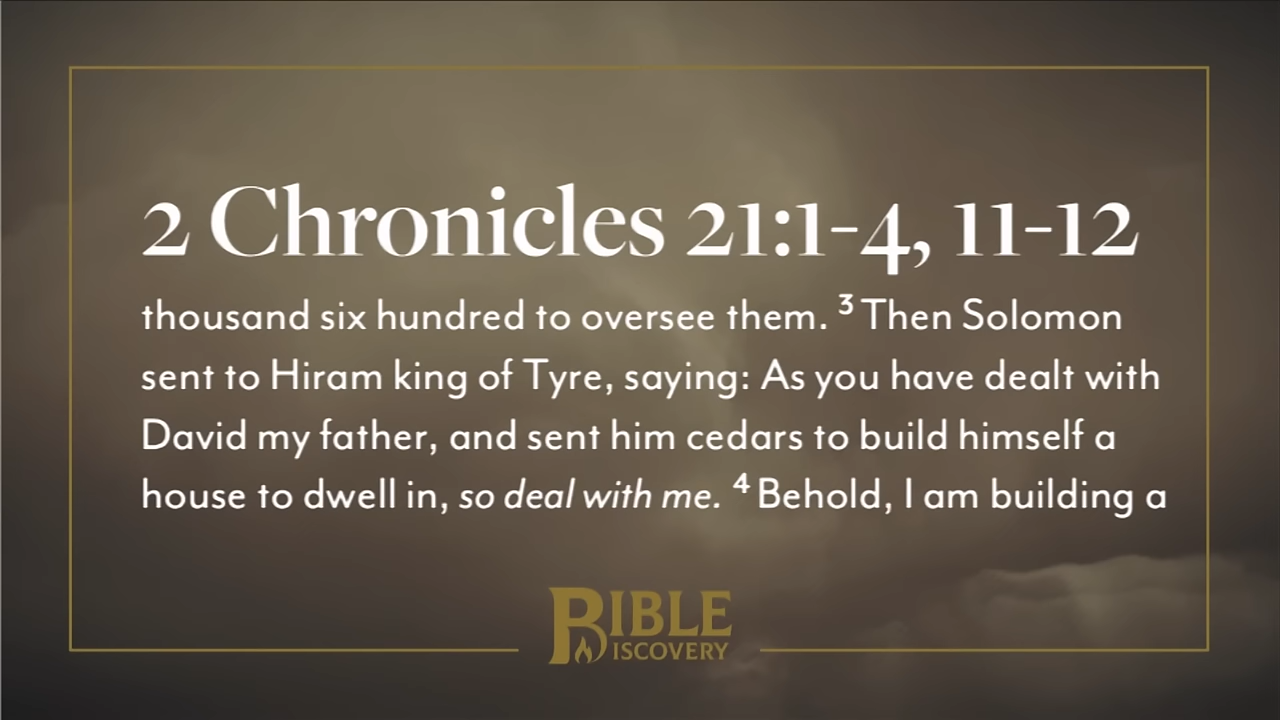 2 Chronicles 21:1-4, 11-12
thousand six hundred to oversee them. ³ Then Solomon
sent to Hiram king of Tyre, saying: As you have dealt with
David my father, and sent him cedars to build himself a
house to dwell in, so deal with me. ⁴ Behold, I am building a
BIBLE
DISCOVERY